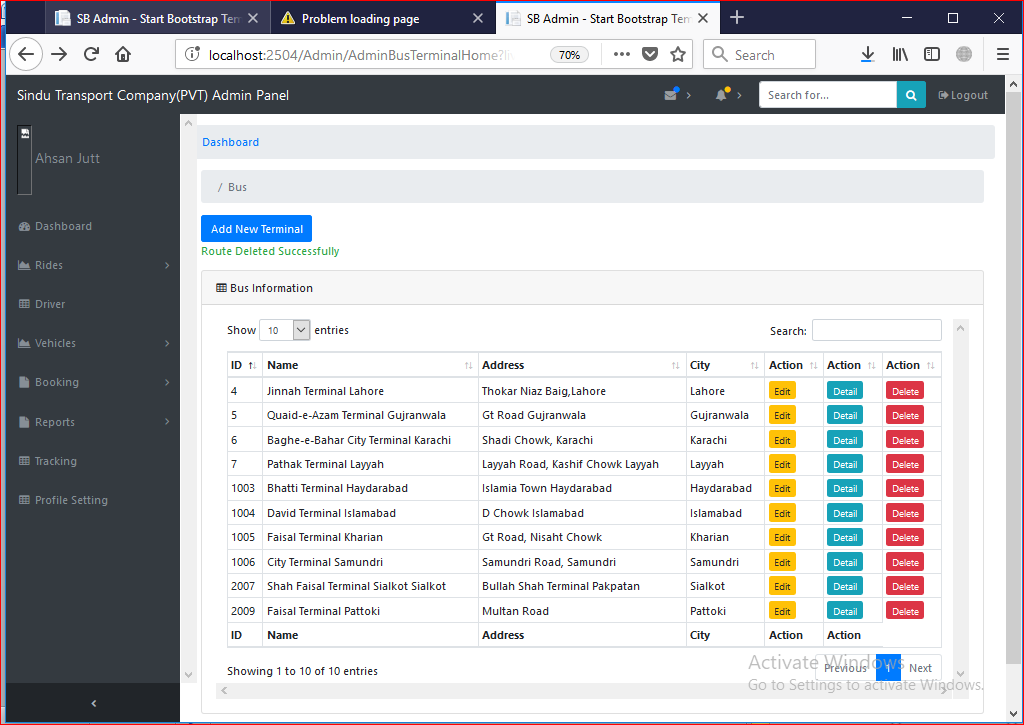 SB Admin - Start Bootstrap Tem
Problem loading page
SB Admin - Start Bootstrap Tem
localhost:2504/Admin/AdminBusTerminalHome?li
70%
Search
Sindu Transport Company(PVT) Admin Panel
Search for...
Logout
Ahsan Jutt
Dashboard
Rides
Driver
Vehicles
Booking
Reports
Tracking
Profile Setting
Dashboard
/ Bus
Add New Terminal
Route Deleted Successfully
Bus Information
Show 10 entries
Search:
ID Name Address City Action Action Action
4 Jinnah Terminal Lahore Thokar Niaz Baig,Lahore Lahore Edit Detail Delete
5 Quaid-e-Azam Terminal Gujranwala Gt Road Gujranwala Gujranwala Edit Detail Delete
6 Baghe-e-Bahar City Terminal Karachi Shadi Chowk, Karachi Karachi Edit Detail Delete
7 Pathak Terminal Layyah Layyah Road, Kashif Chowk Layyah Layyah Edit Detail Delete
1003 Bhatti Terminal Haydarabad Islamia Town Haydarabad Haydarabad Edit Detail Delete
1004 David Terminal Islamabad D Chowk Islamabad Islamabad Edit Detail Delete
1005 Faisal Terminal Kharian Gt Road, Nisaht Chowk Kharian Edit Detail Delete
1006 City Terminal Samundri Samundri Road, Samundri Samundri Edit Detail Delete
2007 Shah Faisal Terminal Sialkot Sialkot Bullah Shah Terminal Pakpatan Sialkot Edit Detail Delete
2009 Faisal Terminal Pattoki Multan Road Pattoki Edit Detail Delete
ID Name Address City Action Action
Showing 1 to 10 of 10 entries
Previous 1 Next
Activate Windows
Go to Settings to activate Windows.